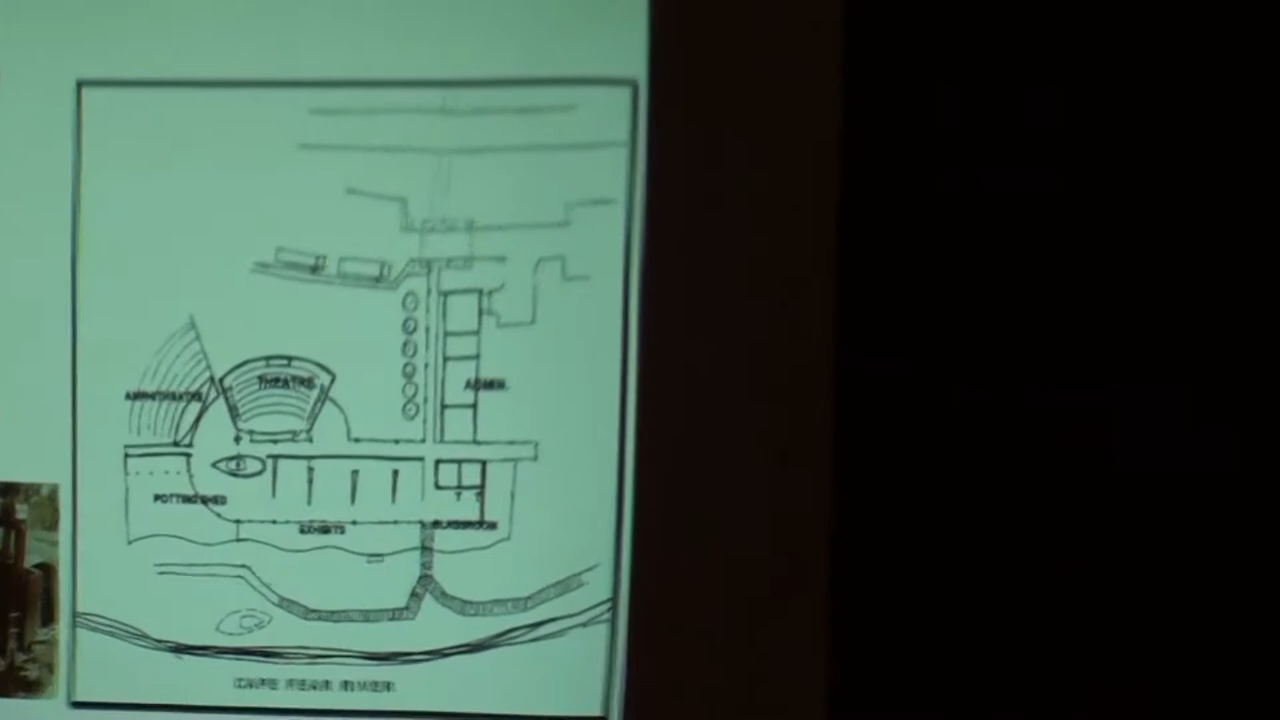 THEATRE
ADMIN.
AMPHITHEATRE
POTTING SHED
EXHIBITS
CLASSROOM
CAPE FEAR RIVER